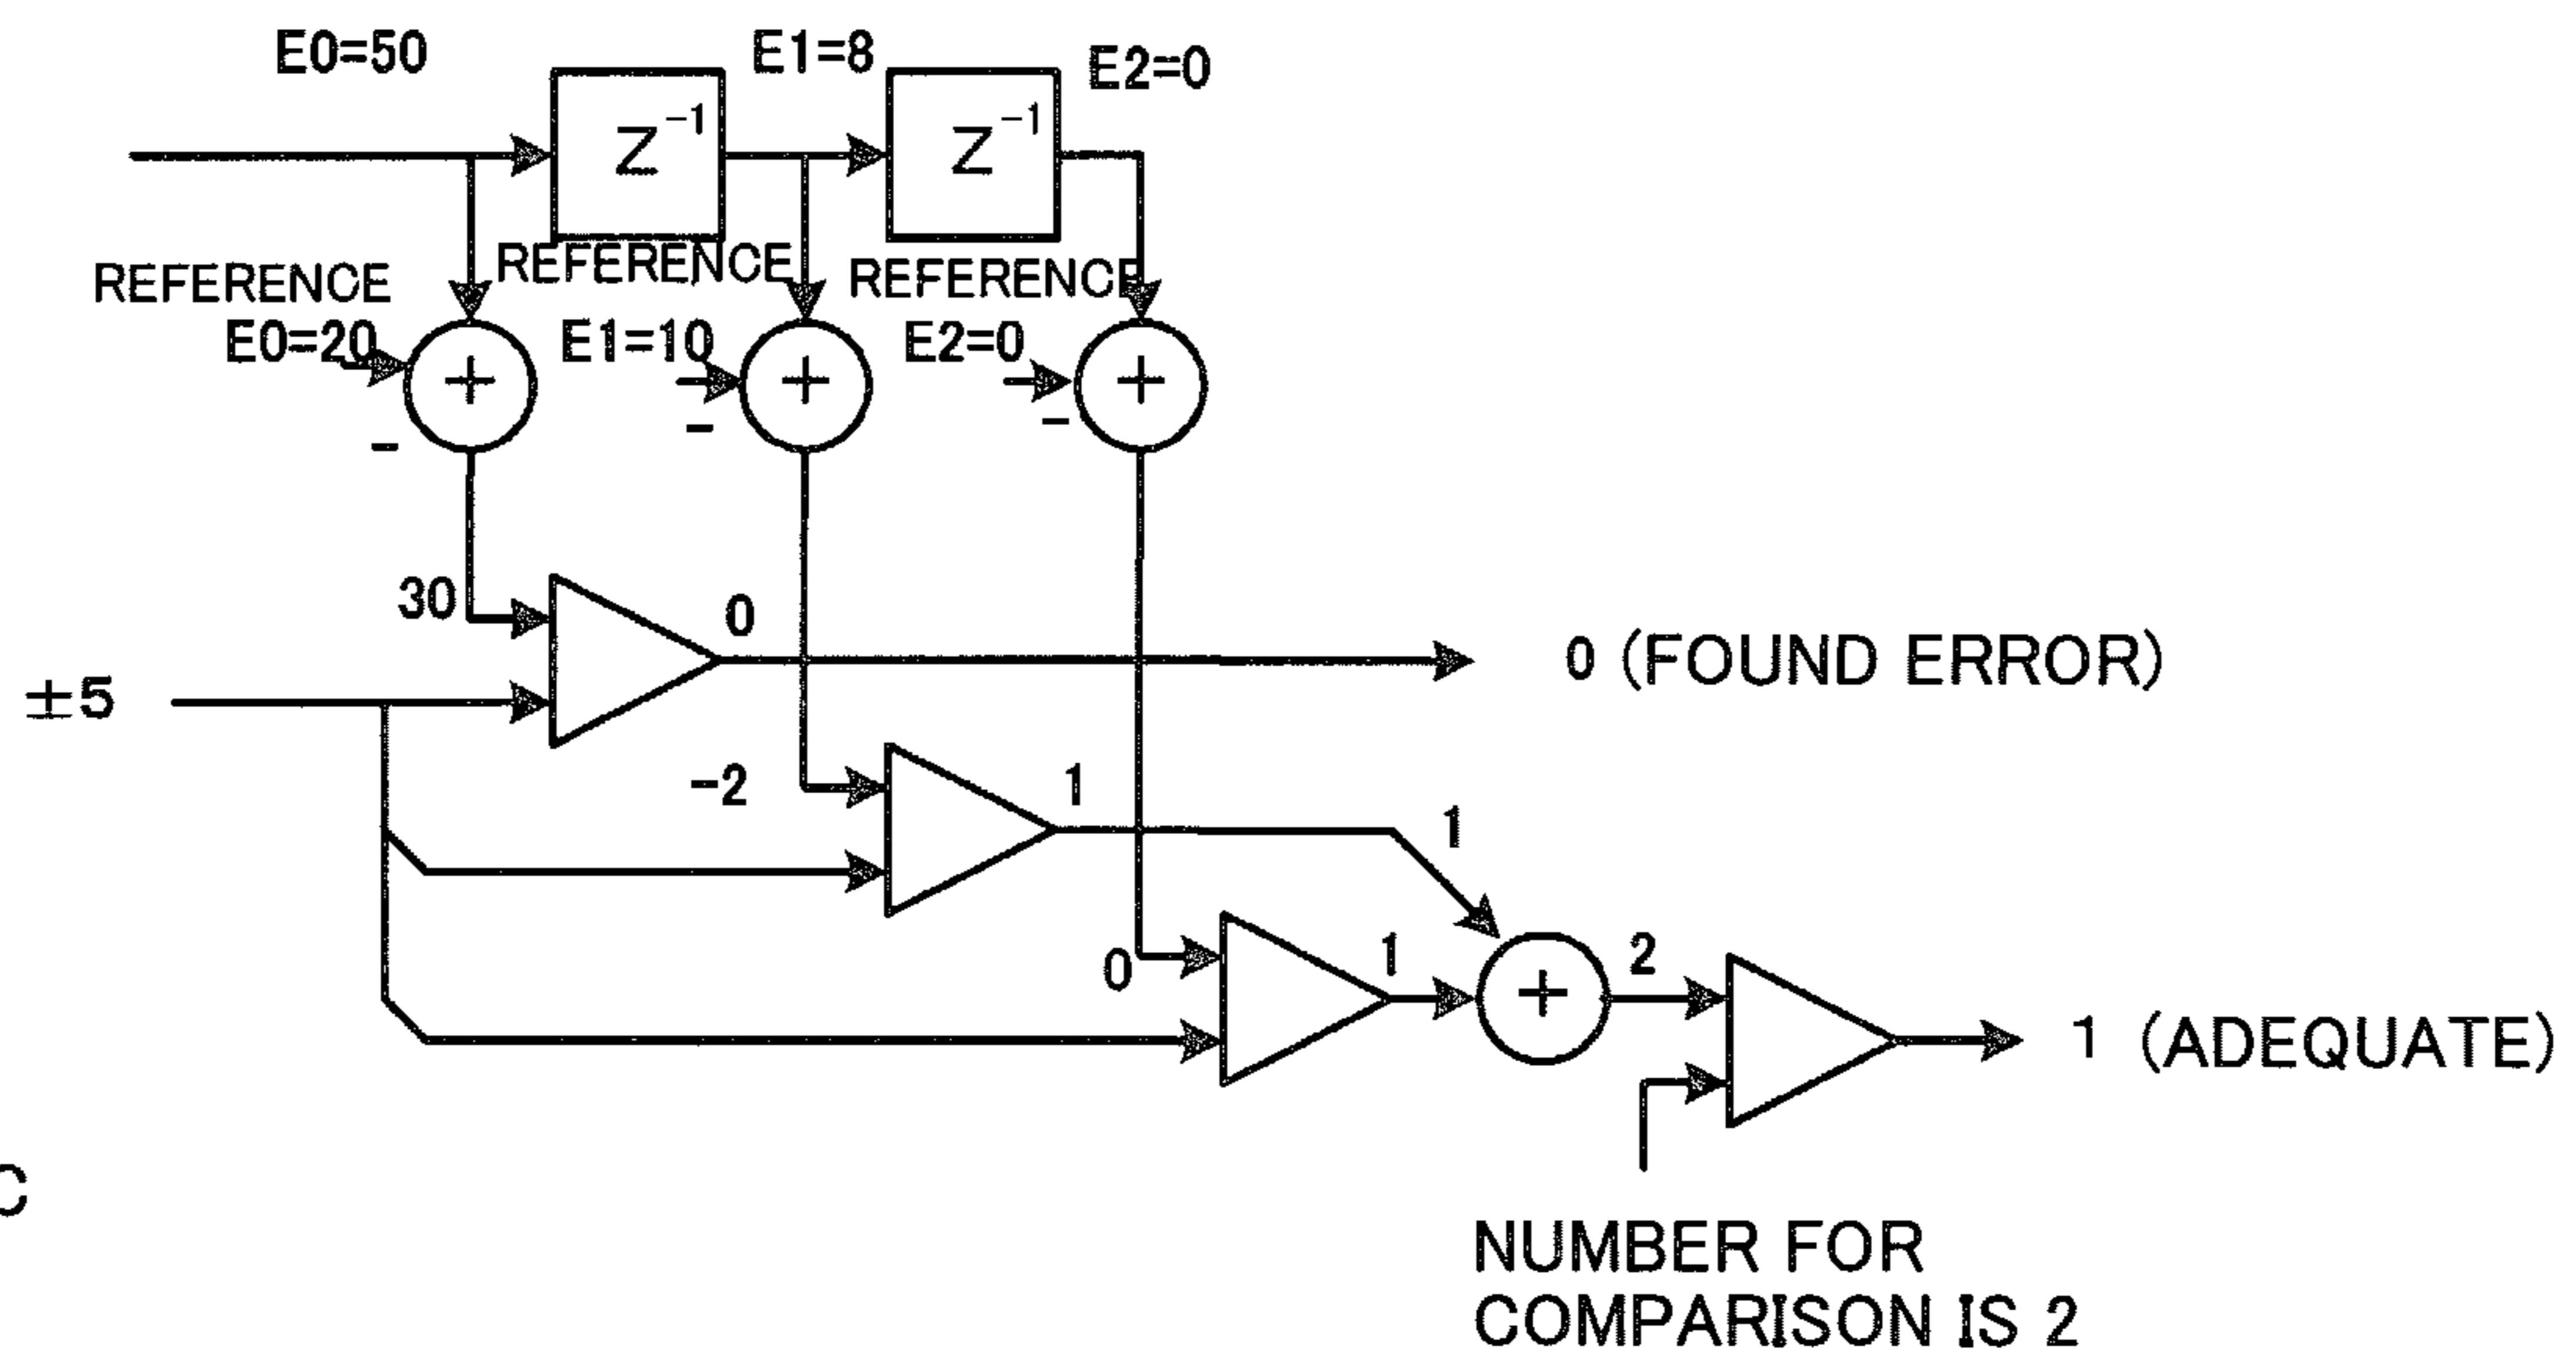 E0=50
E1=8
E2=0
Z⁻¹
Z⁻¹
REFERENCE
E0=20
REFERENCE
E1=10
REFERENCE
E2=0
+
+
+
-
-
-
30
0
0 (FOUND ERROR)
±5
-2
1
1
0
1
+
2
1 (ADEQUATE)
C
NUMBER FOR
COMPARISON IS 2